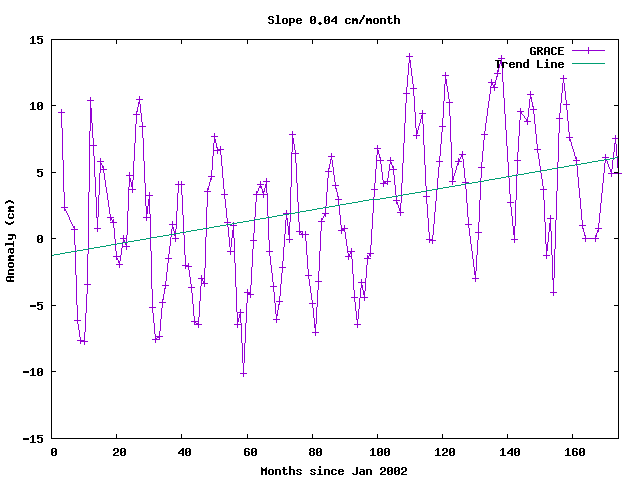 Slope 0.04 cm/month
GRACE
Trend Line
15
10
5
0
-5
-10
-15
Anomaly (cm)
0 20 40 60 80 100 120 140 160
Months since Jan 2002